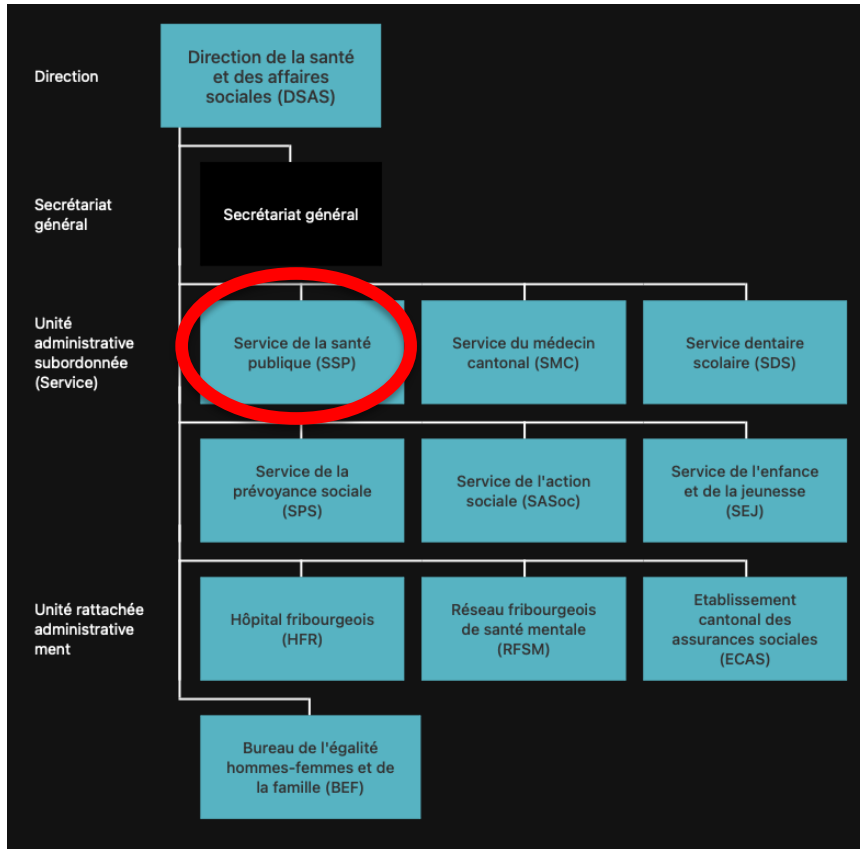 Direction
Direction de la santé
et des affaires
sociales (DSAS)
Secrétariat
général
Secrétariat général
Unité
administrative
subordonnée
(Service)
Service de la santé
publique (SSP)
Service du médecin
cantonal (SMC)
Service dentaire
scolaire (SDS)
Service de la
prévoyance sociale
(SPS)
Service de l'action
sociale (SASoc)
Service de l'enfance
et de la jeunesse
(SEJ)
Unité rattachée
administrative
ment
Hôpital fribourgeois
(HFR)
Réseau fribourgeois
de santé mentale
(RFSM)
Etablissement
cantonal des
assurances sociales
(ECAS)
Bureau de l'égalité
hommes-femmes et de
la famille (BEF)